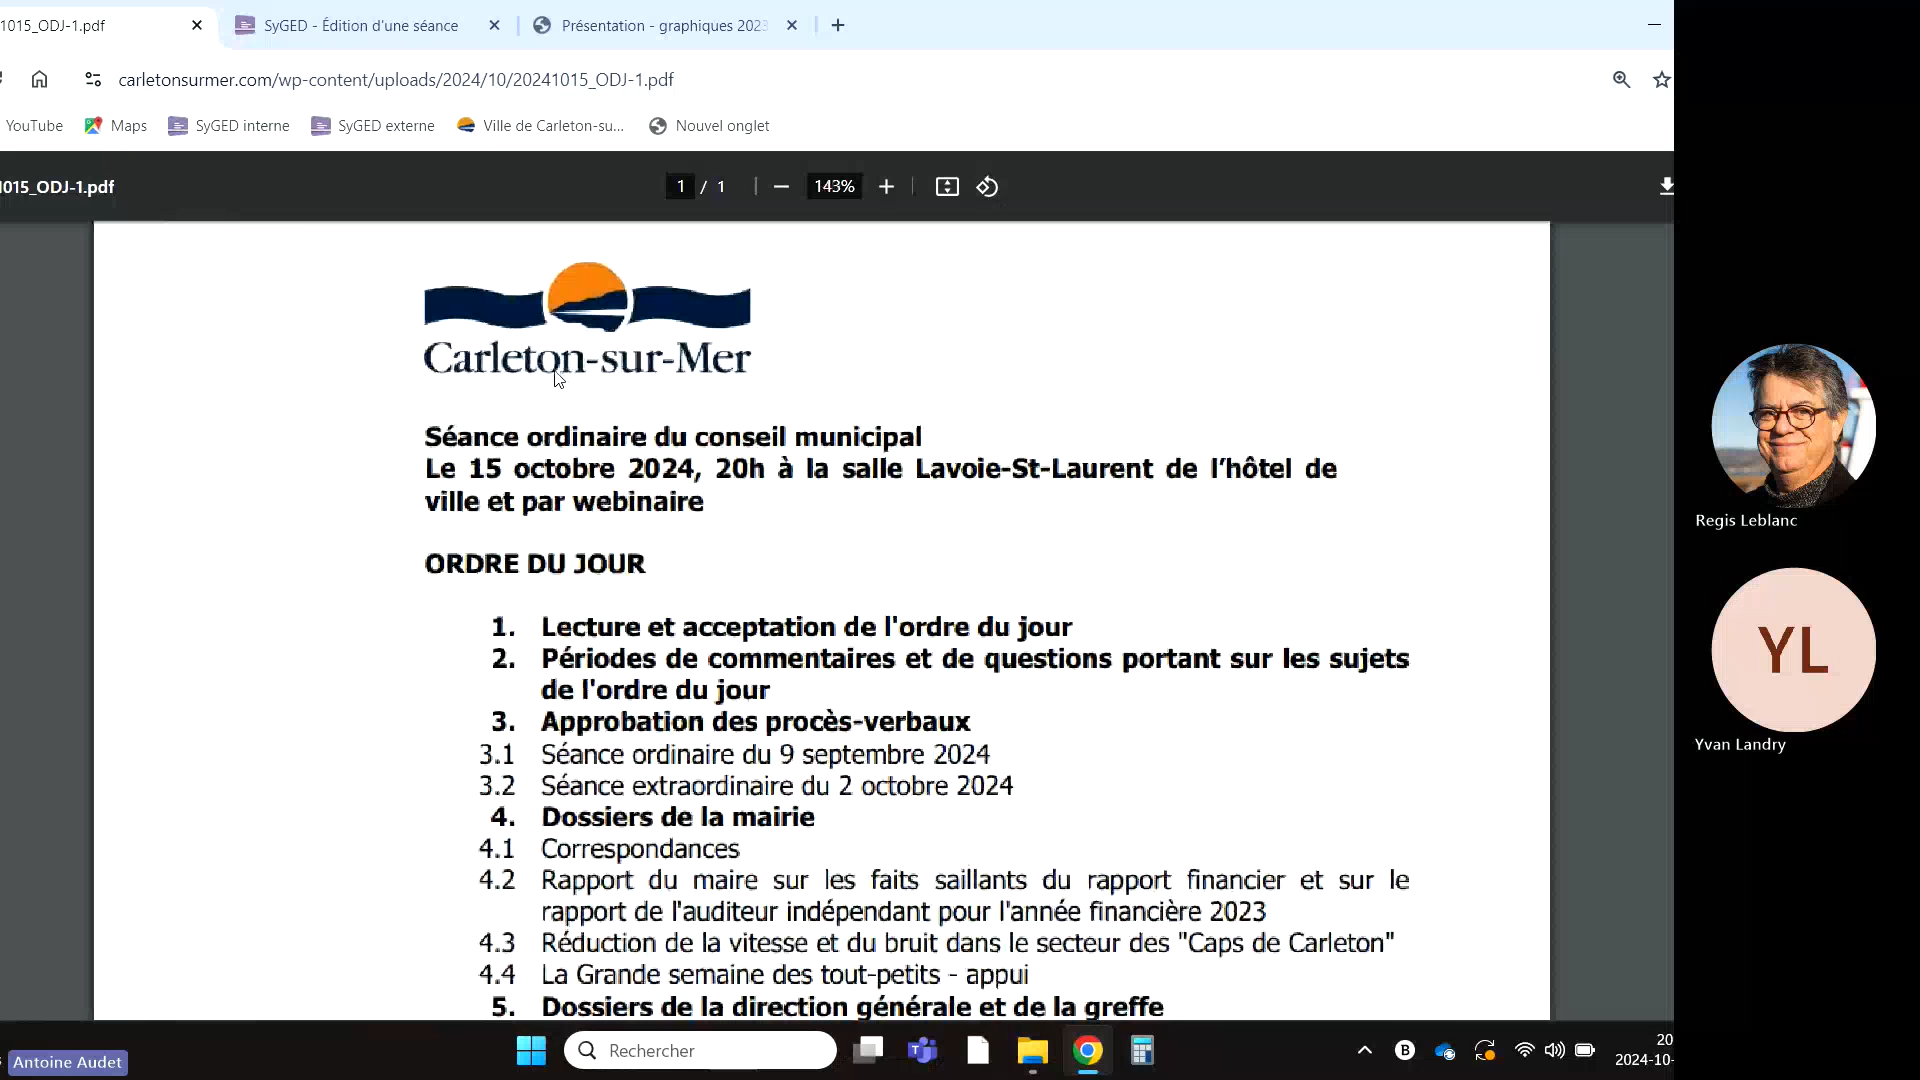 1015_ODJ-1.pdf
SyGED - Édition d'une séance
Présentation - graphiques 2023
carletonsurmer.com/wp-content/uploads/2024/10/20241015_ODJ-1.pdf
YouTube
Maps
SyGED interne
SyGED externe
Ville de Carleton-su...
Nouvel onglet
1015_ODJ-1.pdf
1 / 1
143%
Carleton-sur-Mer
Séance ordinaire du conseil municipal
Le 15 octobre 2024, 20h à la salle Lavoie-St-Laurent de l’hôtel de
ville et par webinaire
ORDRE DU JOUR
1. Lecture et acceptation de l'ordre du jour
2. Périodes de commentaires et de questions portant sur les sujets
de l'ordre du jour
3. Approbation des procès-verbaux
3.1 Séance ordinaire du 9 septembre 2024
3.2 Séance extraordinaire du 2 octobre 2024
4. Dossiers de la mairie
4.1 Correspondances
4.2 Rapport du maire sur les faits saillants du rapport financier et sur le
rapport de l'auditeur indépendant pour l'année financière 2023
4.3 Réduction de la vitesse et du bruit dans le secteur des "Caps de Carleton"
4.4 La Grande semaine des tout-petits - appui
5. Dossiers de la direction générale et de la greffe
Regis Leblanc
YL
Yvan Landry
Antoine Audet
Rechercher
B
20
2024-10-